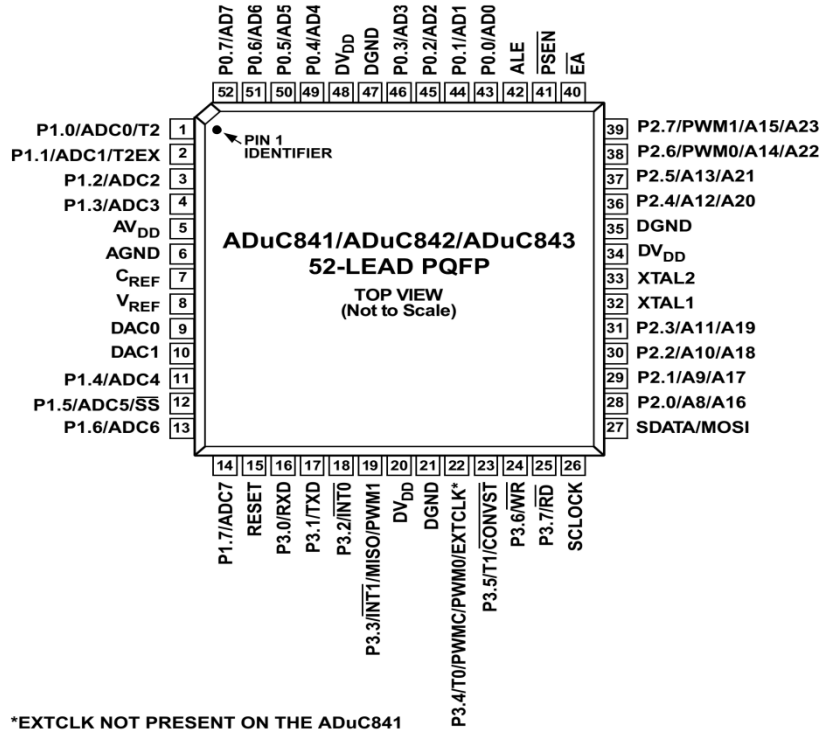 P0.7/AD7
P0.6/AD6
P0.5/AD5
P0.4/AD4
DVDD
DGND
P0.3/AD3
P0.2/AD2
P0.1/AD1
P0.0/AD0
ALE
PSEN
EA
52 51 50 49 48 47 46 45 44 43 42 41 40
P1.0/ADC0/T2 1
P1.1/ADC1/T2EX 2
P1.2/ADC2 3
P1.3/ADC3 4
AVDD 5
AGND 6
CREF 7
VREF 8
DAC0 9
DAC1 10
P1.4/ADC4 11
P1.5/ADC5/SS 12
P1.6/ADC6 13
PIN 1
IDENTIFIER
ADuC841/ADuC842/ADuC843
52-LEAD PQFP
TOP VIEW
(Not to Scale)
39 P2.7/PWM1/A15/A23
38 P2.6/PWM0/A14/A22
37 P2.5/A13/A21
36 P2.4/A12/A20
35 DGND
34 DVDD
33 XTAL2
32 XTAL1
31 P2.3/A11/A19
30 P2.2/A10/A18
29 P2.1/A9/A17
28 P2.0/A8/A16
27 SDATA/MOSI
14 15 16 17 18 19 20 21 22 23 24 25 26
P1.7/ADC7
RESET
P3.0/RXD
P3.1/TXD
P3.2/INT0
P3.3/INT1/MISO/PWM1
DVDD
DGND
P3.4/T0/PWMC/PWM0/EXTCLK*
P3.5/T1/CONVST
P3.6/WR
P3.7/RD
SCLOCK
*EXTCLK NOT PRESENT ON THE ADuC841